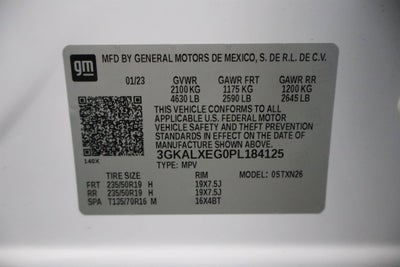 gm
MFD BY GENERAL MOTORS DE MEXICO, S. DE R.L. DE C.V.
01/23 GVWR GAWR FRT GAWR RR
2100 KG 1175 KG 1200 KG
4630 LB 2590 LB 2645 LB
THIS VEHICLE CONFORMS TO ALL
APPLICABLE U.S. FEDERAL MOTOR
VEHICLE SAFETY AND THEFT PREVENTION
STANDARDS IN EFFECT ON THE DATE OF
MANUFACTURE SHOWN ABOVE.
3GKALXEG0PL184125
140X TYPE: MPV
TIRE SIZE RIM MODEL: 05TXN26
FRT 235/50R19 H 19X7.5J
RR 235/50R19 H 19X7.5J
SPA T135/70R16 M 16X4BT